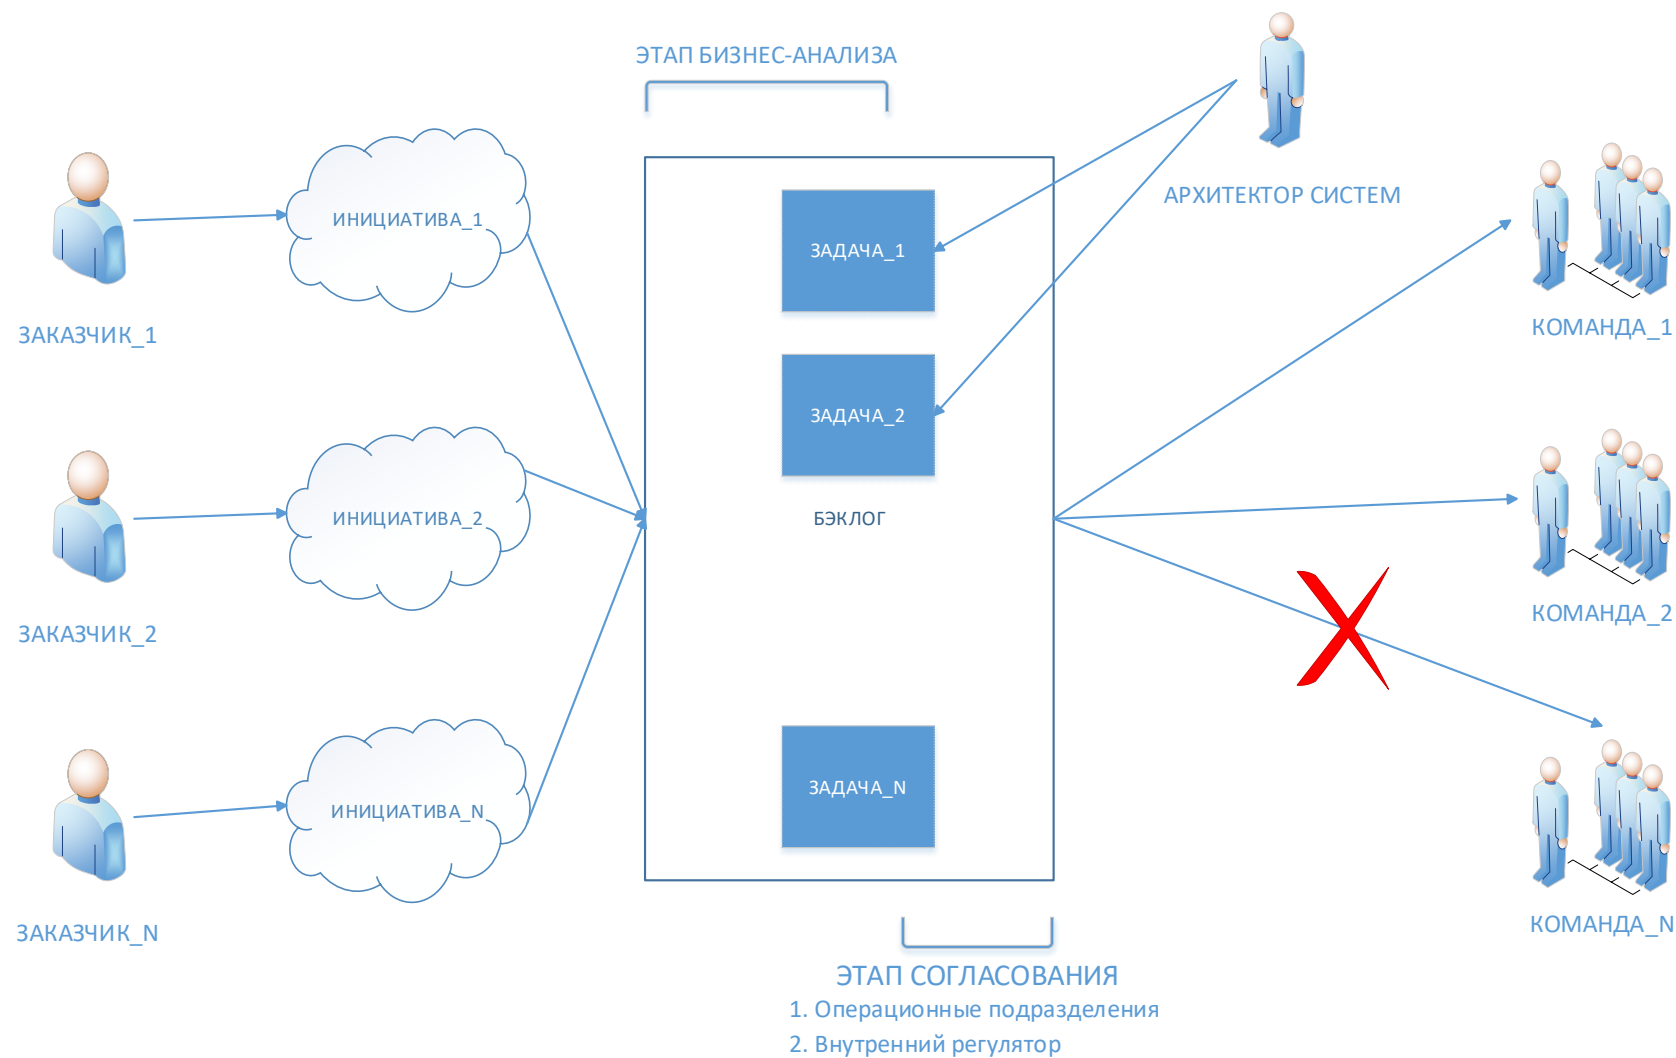 ЭТАП БИЗНЕС-АНАЛИЗА
АРХИТЕКТОР СИСТЕМ
ИНИЦИАТИВА_1
ЗАДАЧА_1
ЗАКАЗЧИК_1
КОМАНДА_1
ЗАДАЧА_2
ИНИЦИАТИВА_2
БЭКЛОГ
ЗАКАЗЧИК_2
КОМАНДА_2
ИНИЦИАТИВА_N
ЗАДАЧА_N
ЗАКАЗЧИК_N
КОМАНДА_N
ЭТАП СОГЛАСОВАНИЯ
1. Операционные подразделения
2. Внутренний регулятор